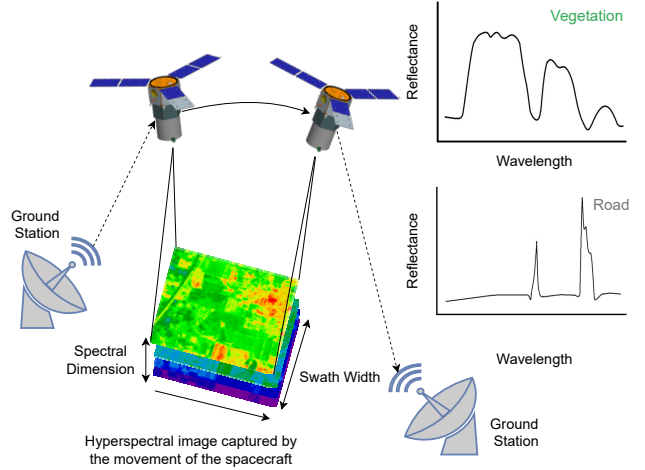 Vegetation
Reflectance
Wavelength
Road
Reflectance
Wavelength
Ground
Station
Spectral
Dimension
Swath Width
Ground
Station
Hyperspectral image captured by
the movement of the spacecraft